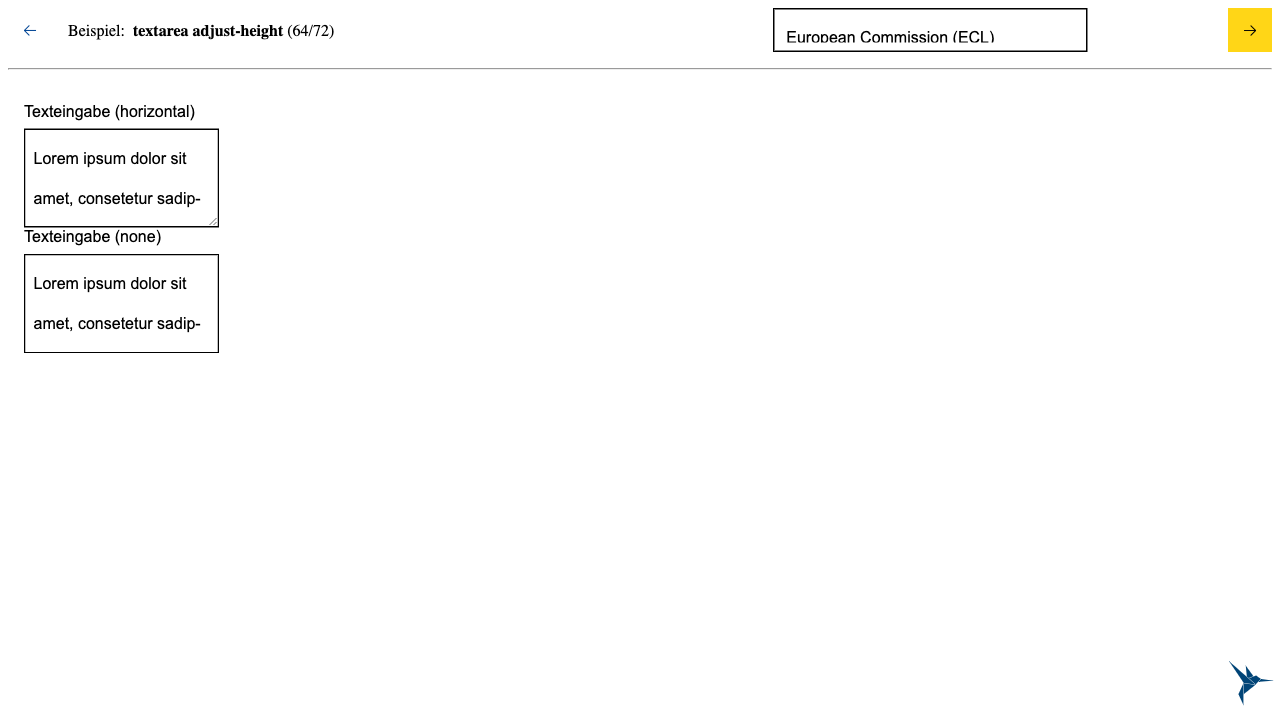 Beispiel: textarea adjust-height (64/72)
European Commission (ECL)
Texteingabe (horizontal)
Lorem ipsum dolor sit
amet, consetetur sadip-
Texteingabe (none)
Lorem ipsum dolor sit
amet, consetetur sadip-